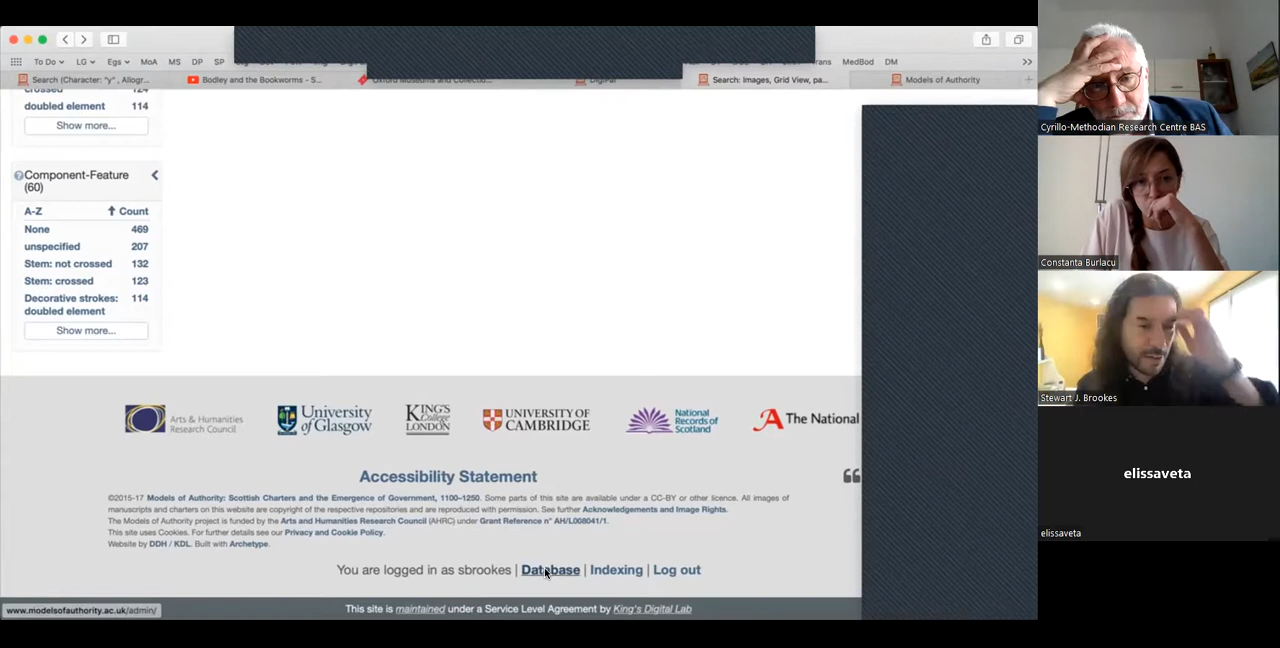 To Do LG Egs MoA MS DP SP
MedBod DM
Search (Character: "y" , Allogr...
Bodley and the Bookworms - S...
Search: Images, Grid View, pa...
Models of Authority
crossed 124
doubled element 114
Show more...
Component-Feature
(60)
A-Z Count
None 469
unspecified 207
Stem: not crossed 132
Stem: crossed 123
Decorative strokes: 114
doubled element
Show more...
Arts & Humanities
Research Council
University
of Glasgow
KING'S
College
LONDON
UNIVERSITY OF
CAMBRIDGE
National
Records of
Scotland
The National
Accessibility Statement
©2015-17 Models of Authority: Scottish Charters and the Emergence of Government, 1100–1250. Some parts of this site are available under a CC-BY or other licence. All images of
manuscripts and charters on this website are copyright of the respective repositories and are reproduced with permission. See further Acknowledgements and Image Rights.
The Models of Authority project is funded by the Arts and Humanities Research Council (AHRC) under Grant Reference n° AH/L008041/1.
This site uses Cookies. For further details see our Privacy and Cookie Policy.
Website by DDH / KDL. Built with Archetype.
You are logged in as sbrookes | Database | Indexing | Log out
www.modelsofauthority.ac.uk/admin/
This site is maintained under a Service Level Agreement by King's Digital Lab
Cyrillo-Methodian Research Centre BAS
Constanta Burlacu
Stewart J. Brookes
elissaveta
elissaveta